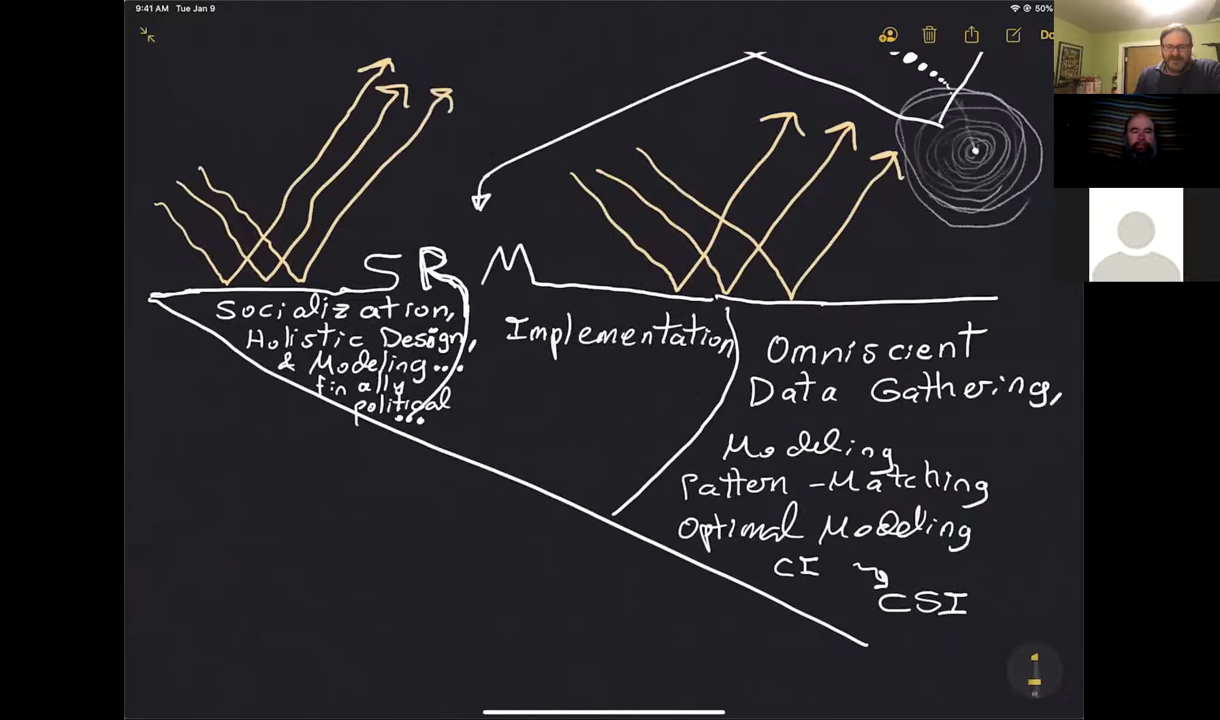 9:41 AM Tue Jan 9
50%
Do
S R M
Socialization,
Holistic Design,
& Modeling...
finally
political
...
Implementation
Omniscient
Data Gathering,
Modeling
Pattern-Matching
Optimal Modeling
CI
CSI